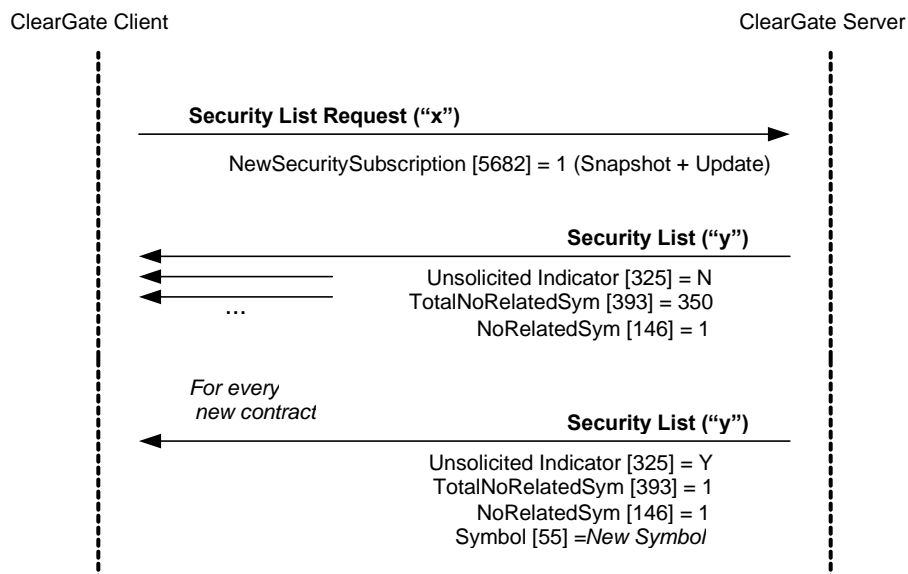 ClearGate Client
ClearGate Server
Security List Request (“x”)
NewSecuritySubscription [5682] = 1 (Snapshot + Update)
Security List (“y”)
Unsolicited Indicator [325] = N
TotalNoRelatedSym [393] = 350
...
NoRelatedSym [146] = 1
For every
new contract
Security List (“y”)
Unsolicited Indicator [325] = Y
TotalNoRelatedSym [393] = 1
NoRelatedSym [146] = 1
Symbol [55] =New Symbol